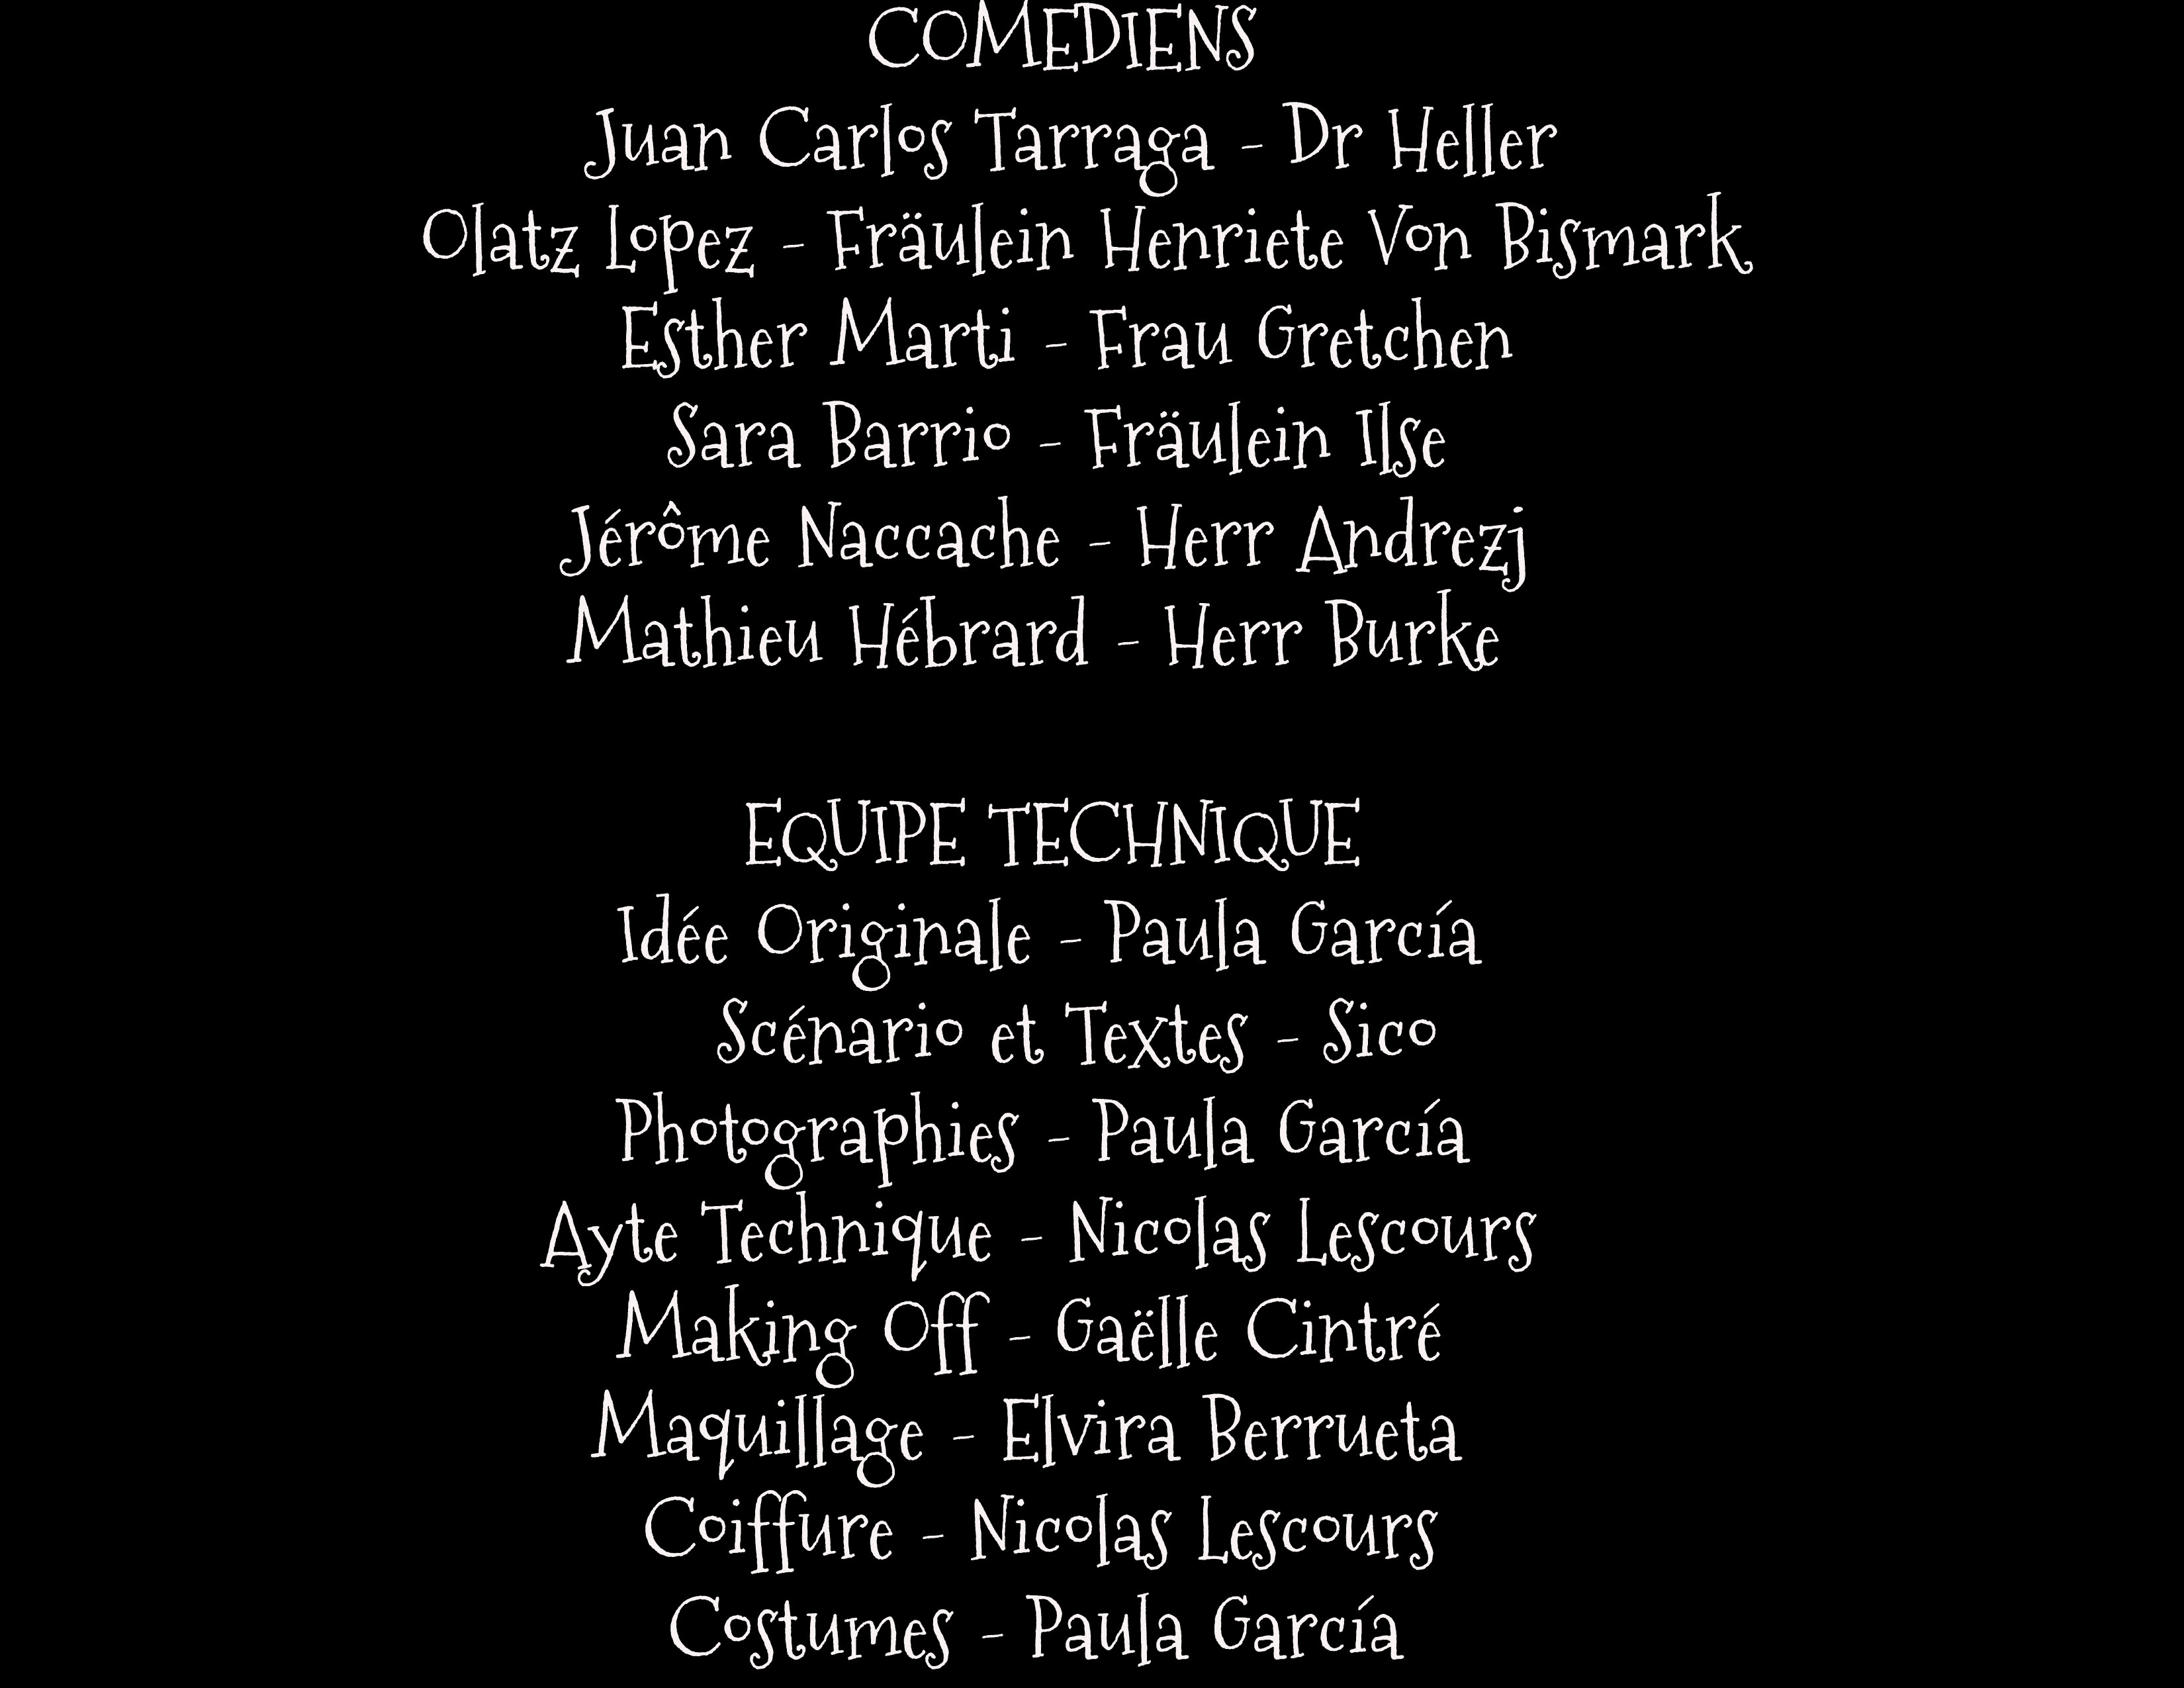 COMEDIENS
Juan Carlos Tarraga - Dr Heller
Olatz Lopez - Fräulein Henriete Von Bismark
Esther Marti - Frau Gretchen
Sara Barrio - Fräulein Ilse
Jérôme Naccache - Herr Andrezj
Mathieu Hébrard - Herr Burke
EQUIPE TECHNIQUE
Idée Originale - Paula García
Scénario et Textes - Sico
Photographies - Paula García
Ayte Technique - Nicolas Lescours
Making Off - Gaëlle Cintré
Maquillage - Elvira Berrueta
Coiffure - Nicolas Lescours
Costumes - Paula García